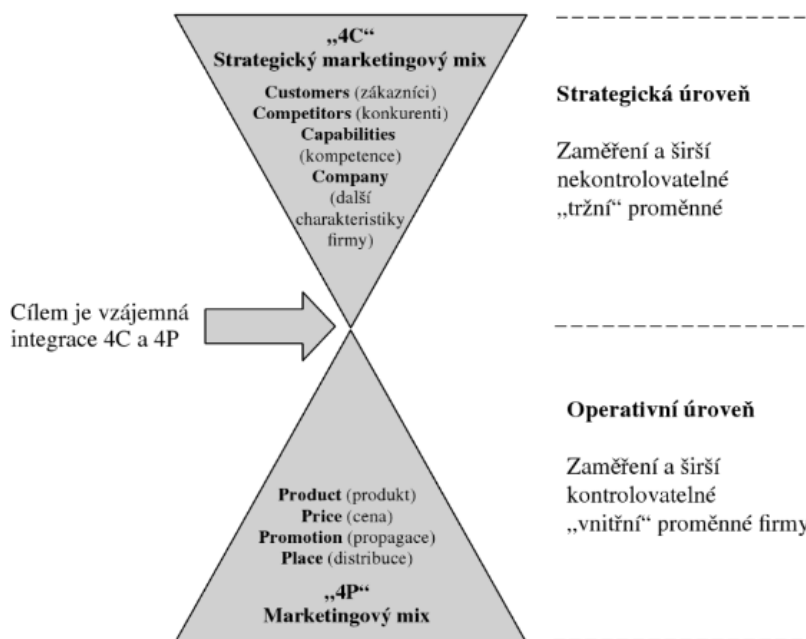 „4C“
Strategický marketingový mix
Customers (zákazníci)
Competitors (konkurenti)
Capabilities
(kompetence)
Company
(další
charakteristiky
firmy)
Strategická úroveň
Zaměření a širší
nekontrolovatelné
„tržní“ proměnné
Cílem je vzájemná
integrace 4C a 4P
Operativní úroveň
Zaměření a širší
kontrolovatelné
„vnitřní“ proměnné firmy
Product (produkt)
Price (cena)
Promotion (propagace)
Place (distribuce)
„4P“
Marketingový mix